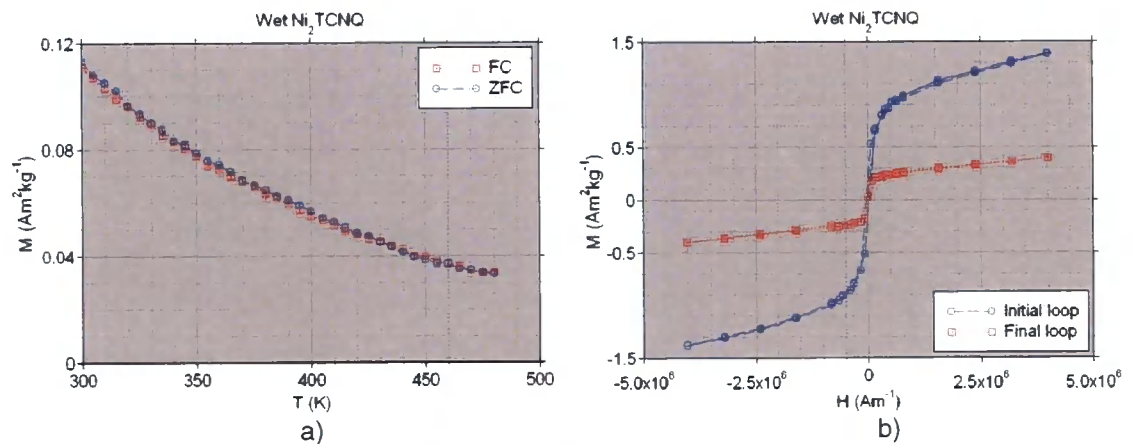 Wet Ni₂TCNQ
0.12
0.08
0.04
0
M (Am²kg⁻¹)
300
350
400
450
500
T (K)
FC
ZFC
a)
Wet Ni₂TCNQ
1.5
0.5
0
-0.5
-1.5
M (Am²kg⁻¹)
-5.0x10⁶
-2.5x10⁶
0
2.5x10⁶
5.0x10⁶
H (Am⁻¹)
Initial loop
Final loop
b)